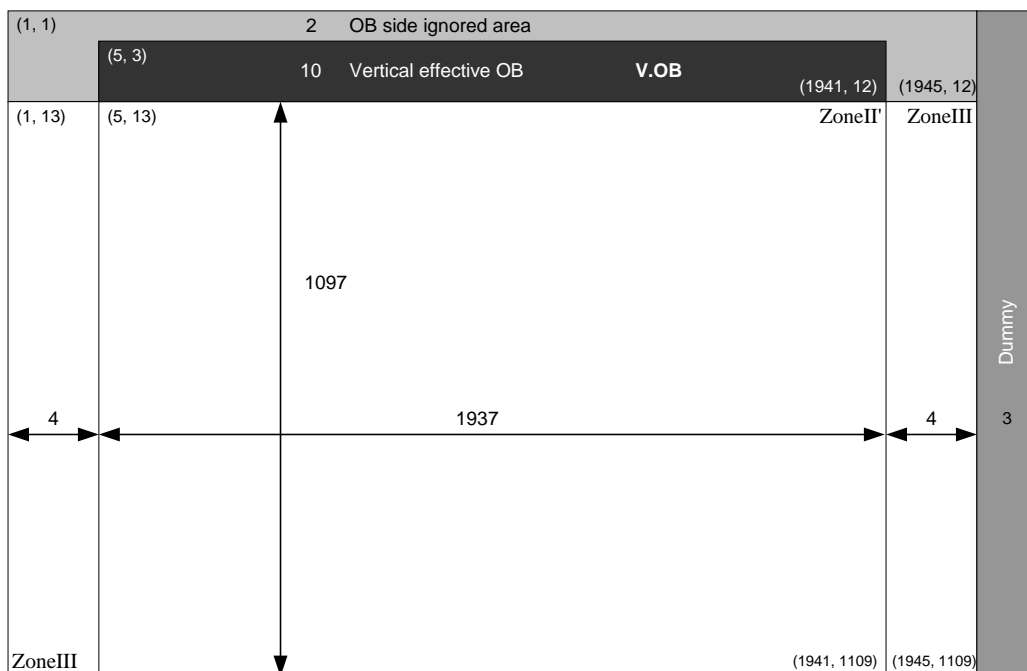 (1, 1) 2 OB side ignored area
(5, 3)
10 Vertical effective OB V.OB
(1941, 12) (1945, 12)
(1, 13) (5, 13) ZoneII' ZoneIII
1097
Dummy
4 1937 4 3
ZoneIII (1941, 1109) (1945, 1109)